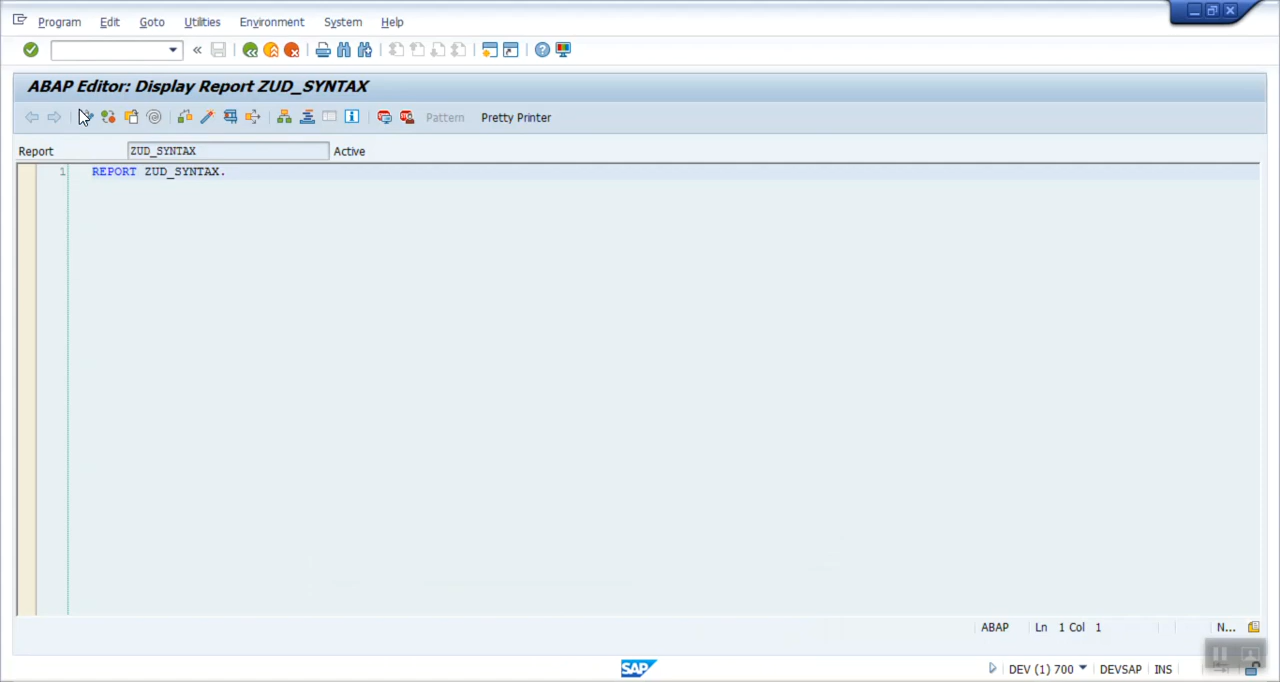 Program Edit Goto Utilities Environment System Help
ABAP Editor: Display Report ZUD_SYNTAX
Pattern Pretty Printer
Report ZUD_SYNTAX Active
1 REPORT ZUD_SYNTAX.
ABAP Ln 1 Col 1 N...
SAP DEV (1) 700 DEVSAP INS